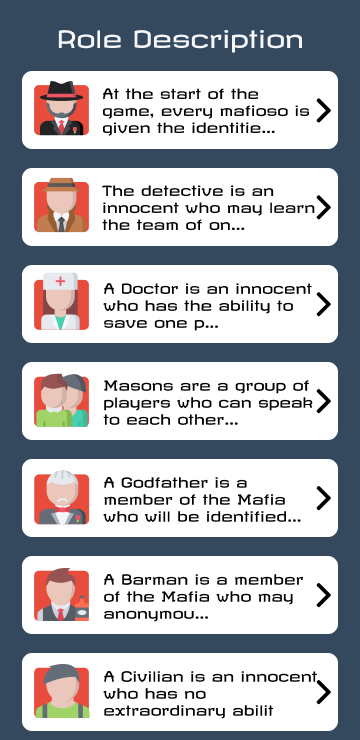 Role Description
At the start of the
game, every mafioso is
given the identitie...
The detective is an
innocent who may learn
the team of on...
A Doctor is an innocent
who has the ability to
save one p...
Masons are a group of
players who can speak
to each other...
A Godfather is a
member of the Mafia
who will be identified...
A Barman is a member
of the Mafia who may
anonymou...
A Civilian is an innocent
who has no
extraordinary abilit